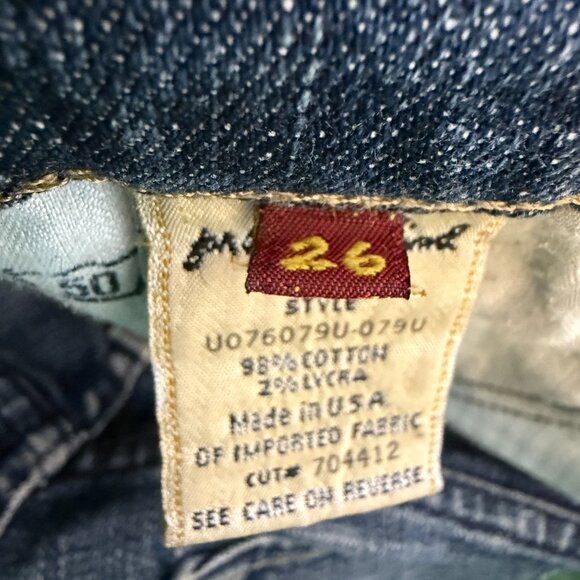 26
STYLE
U076079U-079U
98% COTTON
2% LYCRA
Made in U.S.A.
OF IMPORTED FABRIC
CUT# 704412
SEE CARE ON REVERSE
50